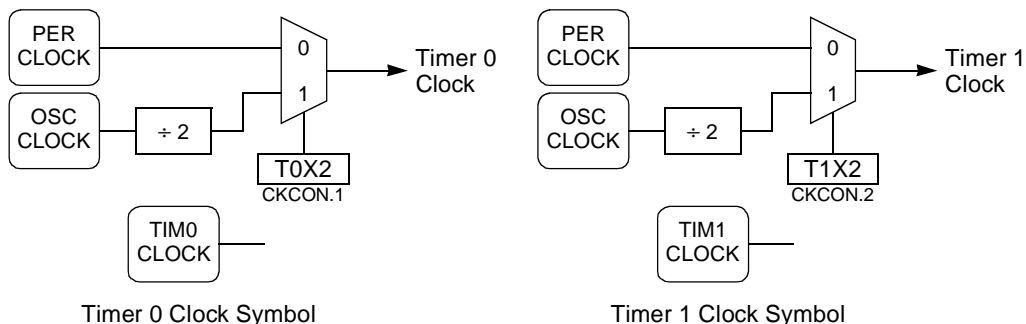 PER
CLOCK
0
Timer 0
Clock
OSC
CLOCK
÷ 2
1
T0X2
CKCON.1
TIM0
CLOCK
Timer 0 Clock Symbol
PER
CLOCK
0
Timer 1
Clock
OSC
CLOCK
÷ 2
1
T1X2
CKCON.2
TIM1
CLOCK
Timer 1 Clock Symbol